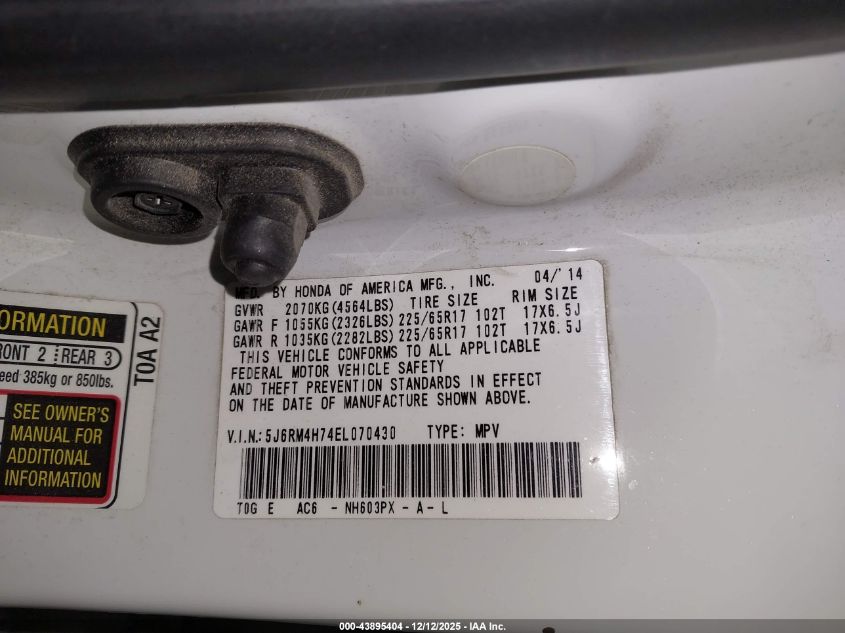 MFD. BY HONDA OF AMERICA MFG., INC. 04/'14
GVWR 2070KG(4564LBS) TIRE SIZE RIM SIZE
GAWR F 1055KG(2326LBS) 225/65R17 102T 17X6.5J
GAWR R 1035KG(2282LBS) 225/65R17 102T 17X6.5J
THIS VEHICLE CONFORMS TO ALL APPLICABLE
FEDERAL MOTOR VEHICLE SAFETY
AND THEFT PREVENTION STANDARDS IN EFFECT
ON THE DATE OF MANUFACTURE SHOWN ABOVE.
V.I.N.:5J6RM4H74EL070430 TYPE: MPV
T0G E AC6 - NH603PX - A - L
ORMATION
RONT 2 REAR 3
eed 385kg or 850lbs.
SEE OWNER'S
MANUAL FOR
ADDITIONAL
INFORMATION
T0A A2
000-43895404 - 12/12/2025 - IAA Inc.